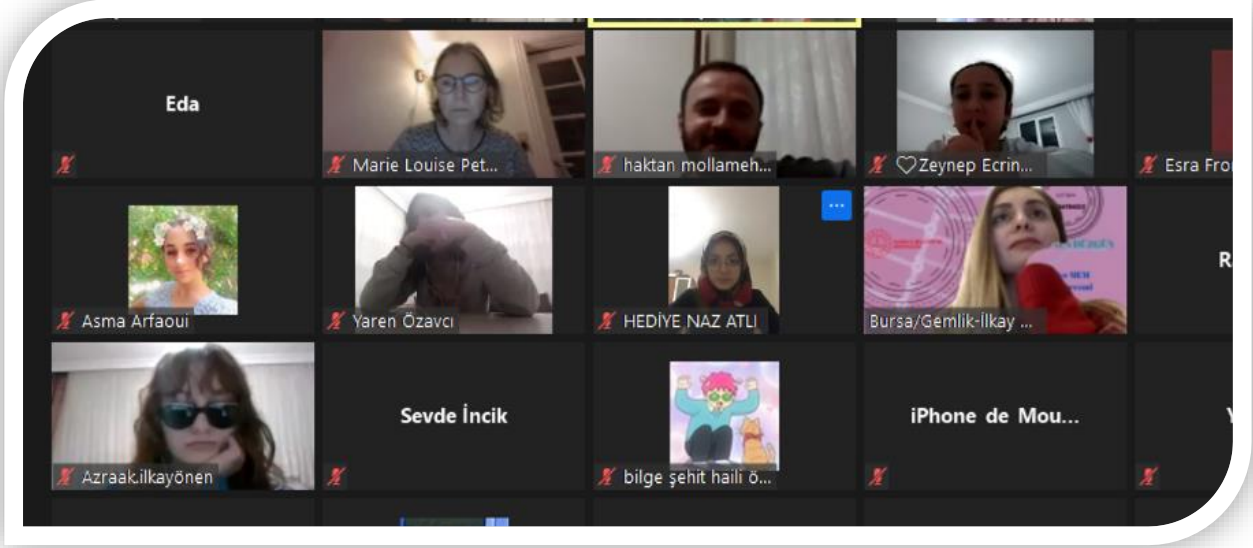 Eda
Marie Louise Pet...
haktan mollameh...
♡Zeynep Ecrin...
Esra Fro
Asma Arfaoui
Yaren Özavcı
HEDİYE NAZ ATLI
Bursa/Gemlik-İlkay ...
R
Azraak.ilkayönen
Sevde İncik
bilge şehit halil ö...
iPhone de Mou...